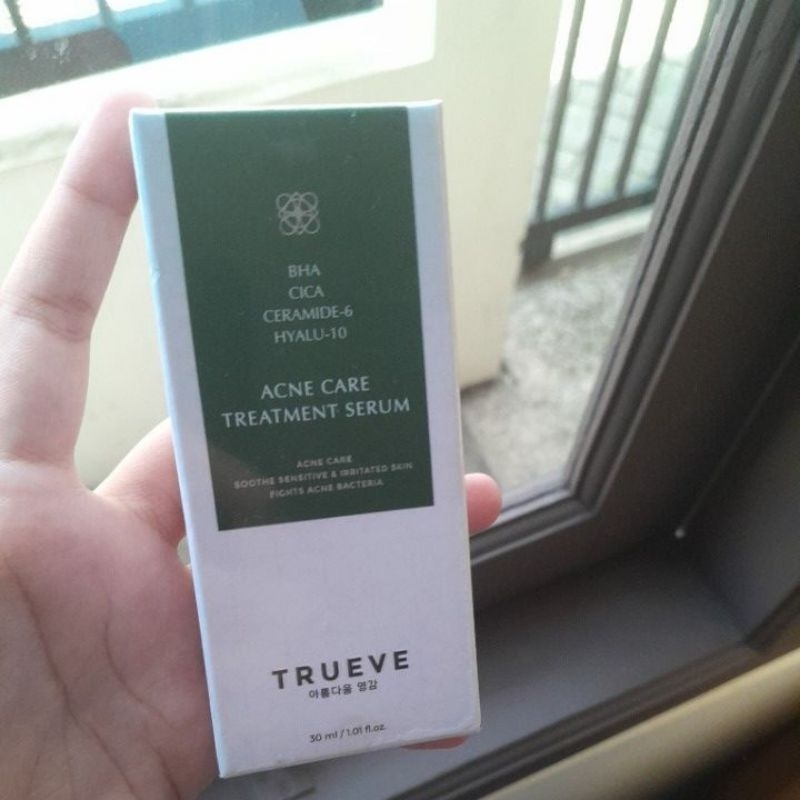 BHA
CICA
CERAMIDE-6
HYALU-10
ACNE CARE
TREATMENT SERUM
ACNE CARE
SOOTHE SENSITIVE & IRRITATED SKIN
FIGHTS ACNE BACTERIA
TRUEVE
아름다움 영감
30 ml / 1.01 fl.oz.